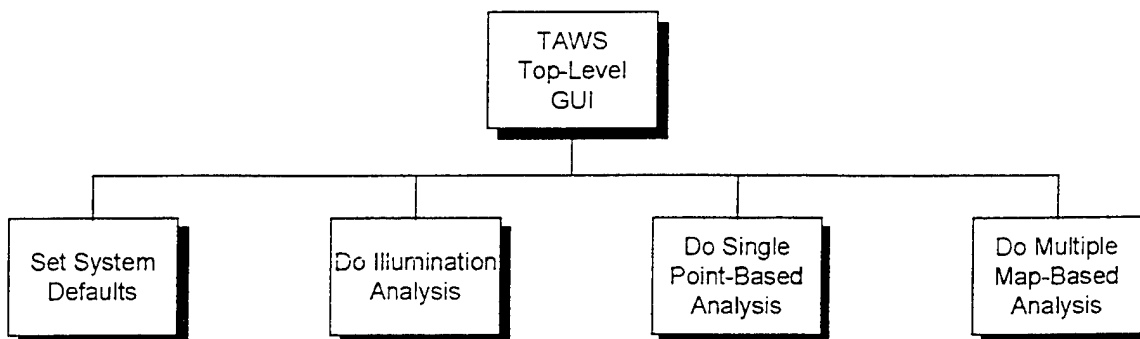 TAWS
Top-Level
GUI
Set System
Defaults
Do Illumination
Analysis
Do Single
Point-Based
Analysis
Do Multiple
Map-Based
Analysis